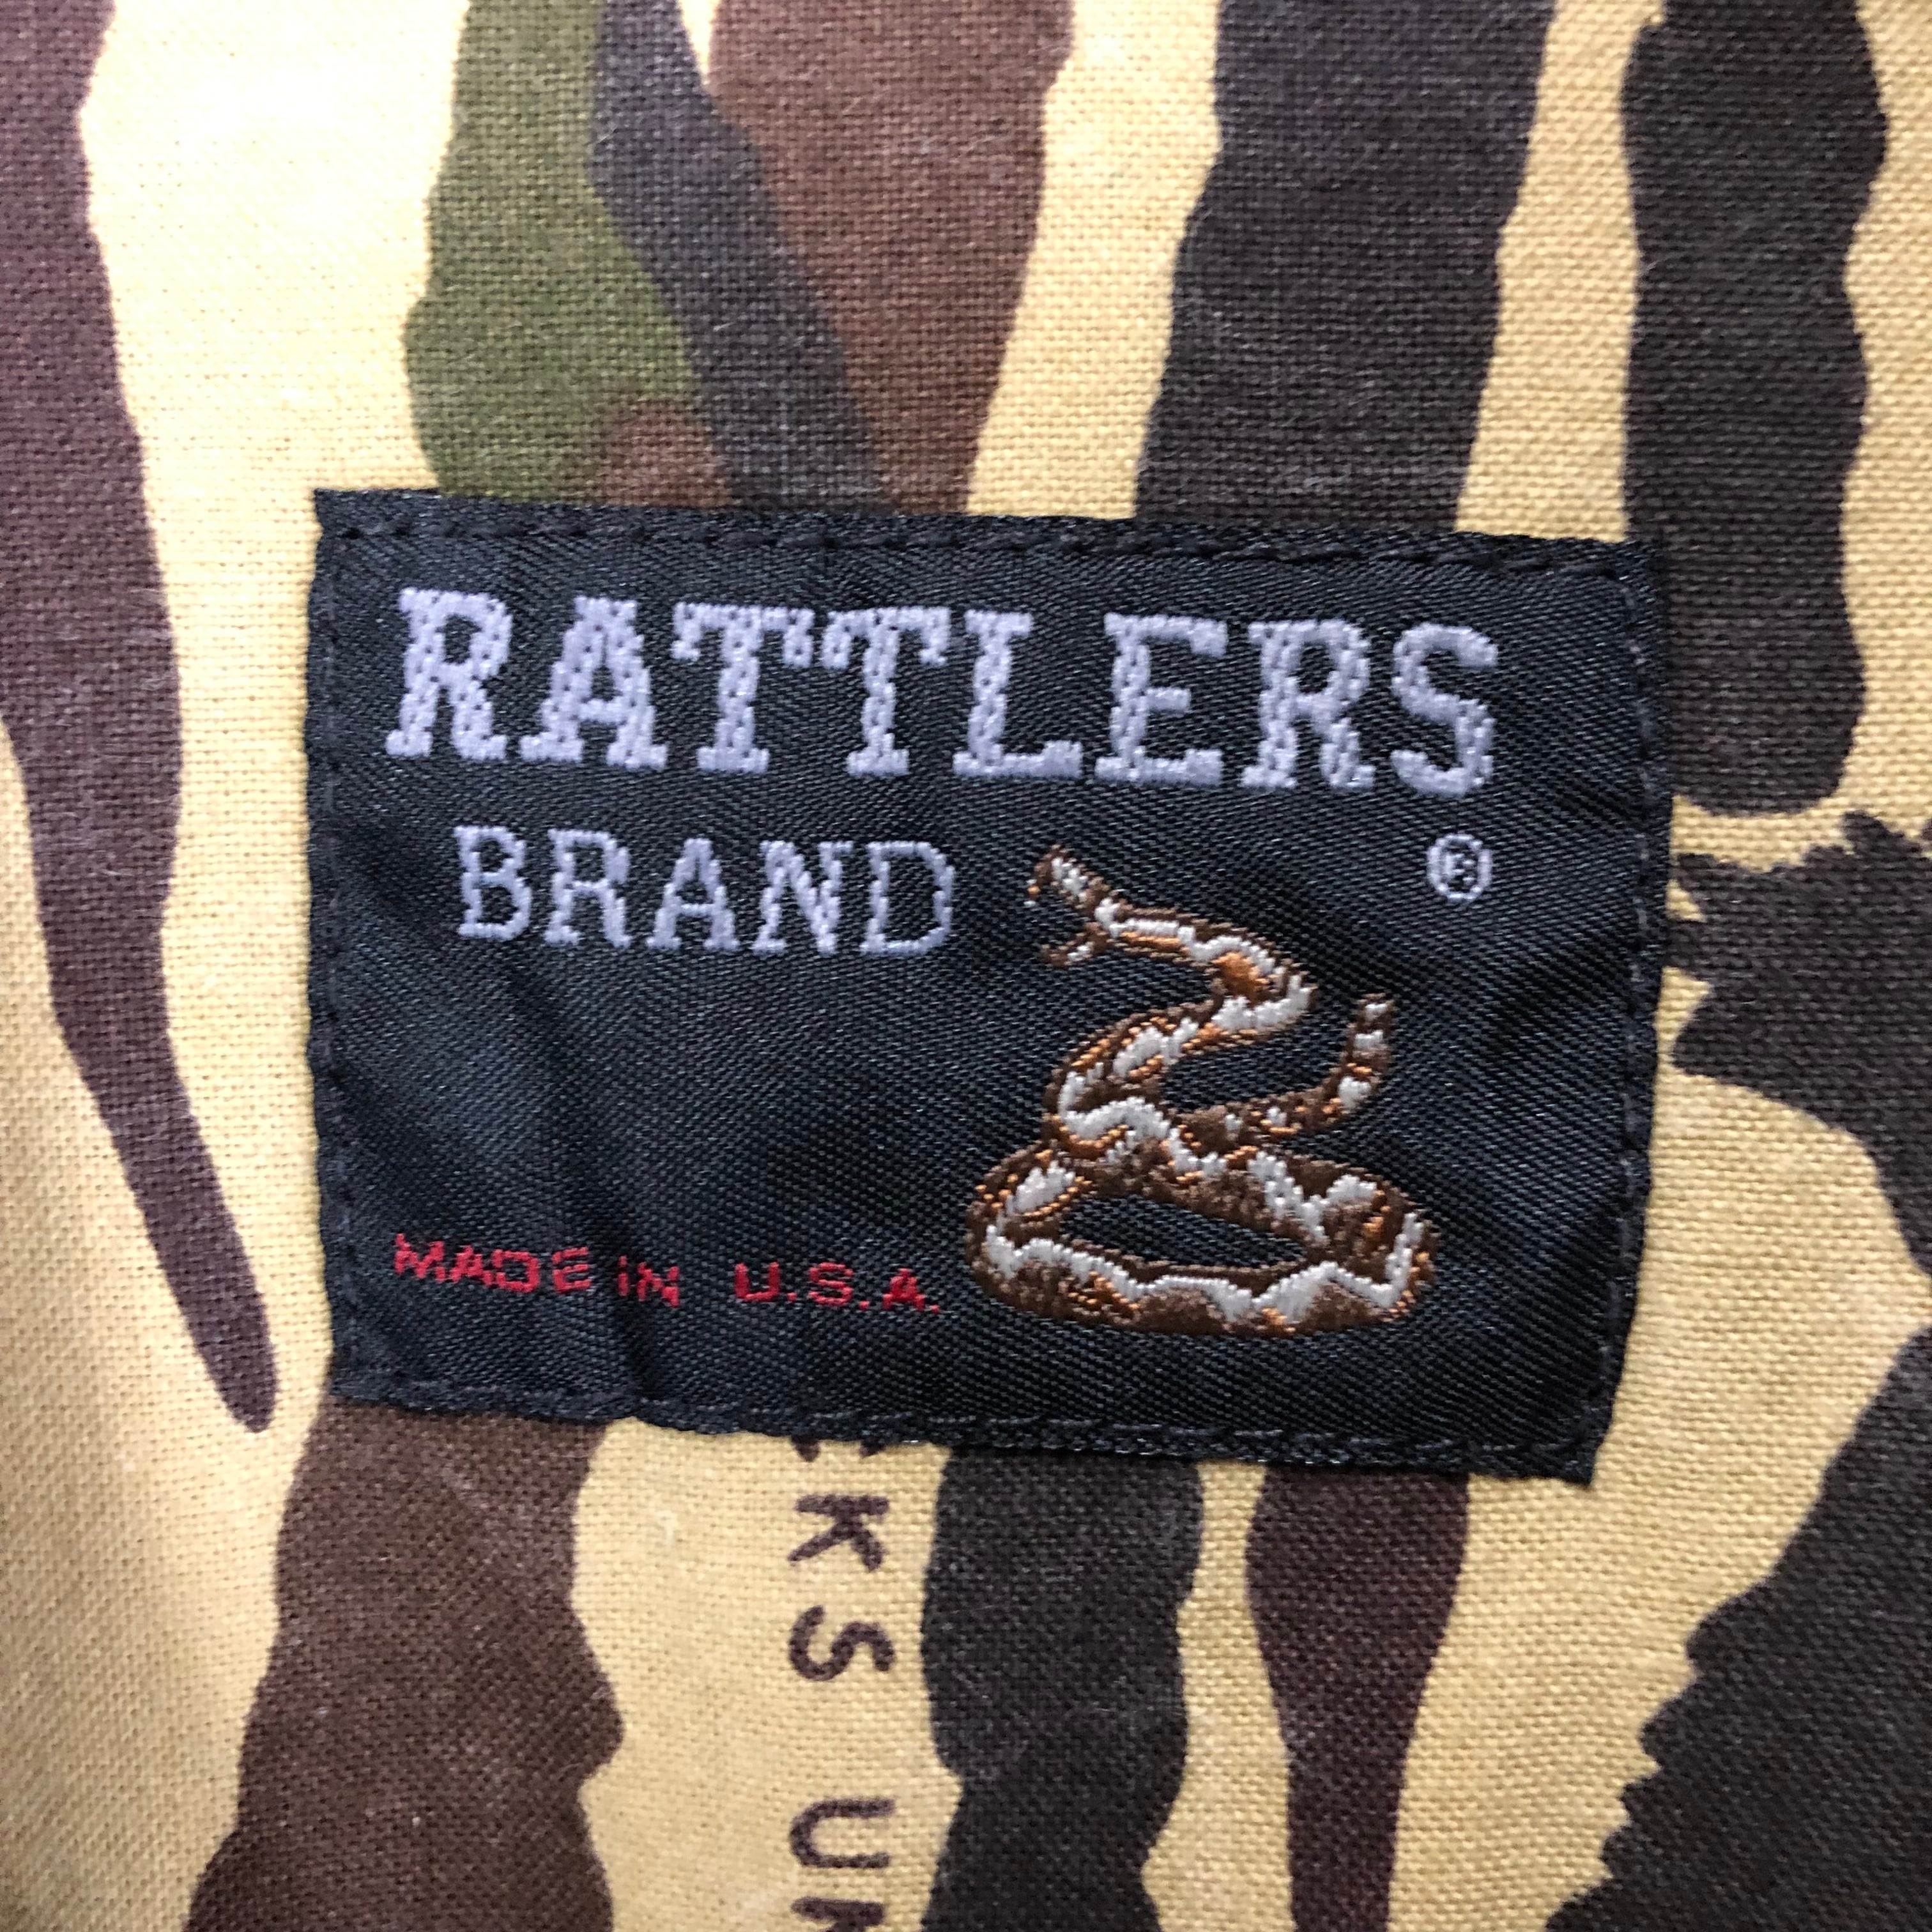 RATTLERS
BRAND ®
MADE IN U.S.A.